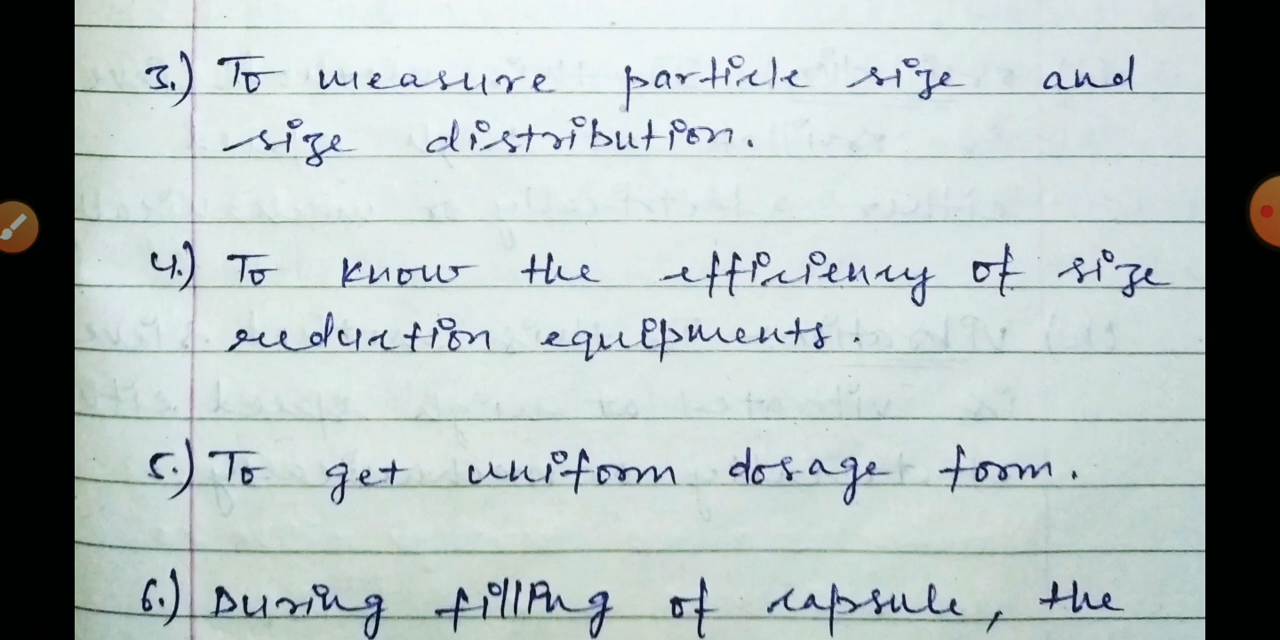 3.) To measure particle size and
size distribution.
4.) To know the efficiency of size
reduction equipments.
5.) To get uniform dosage form.
6.) During filling of capsule, the